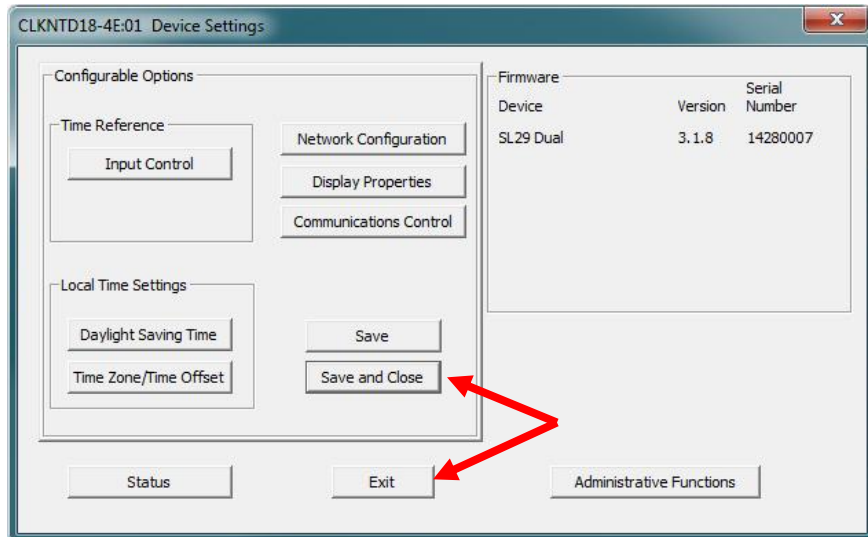 CLKNTD18-4E:01 Device Settings
Configurable Options
Time Reference
Input Control
Network Configuration
Display Properties
Communications Control
Local Time Settings
Daylight Saving Time
Time Zone/Time Offset
Save
Save and Close
Firmware
Device Version Serial Number
SL29 Dual 3.1.8 14280007
Status
Exit
Administrative Functions